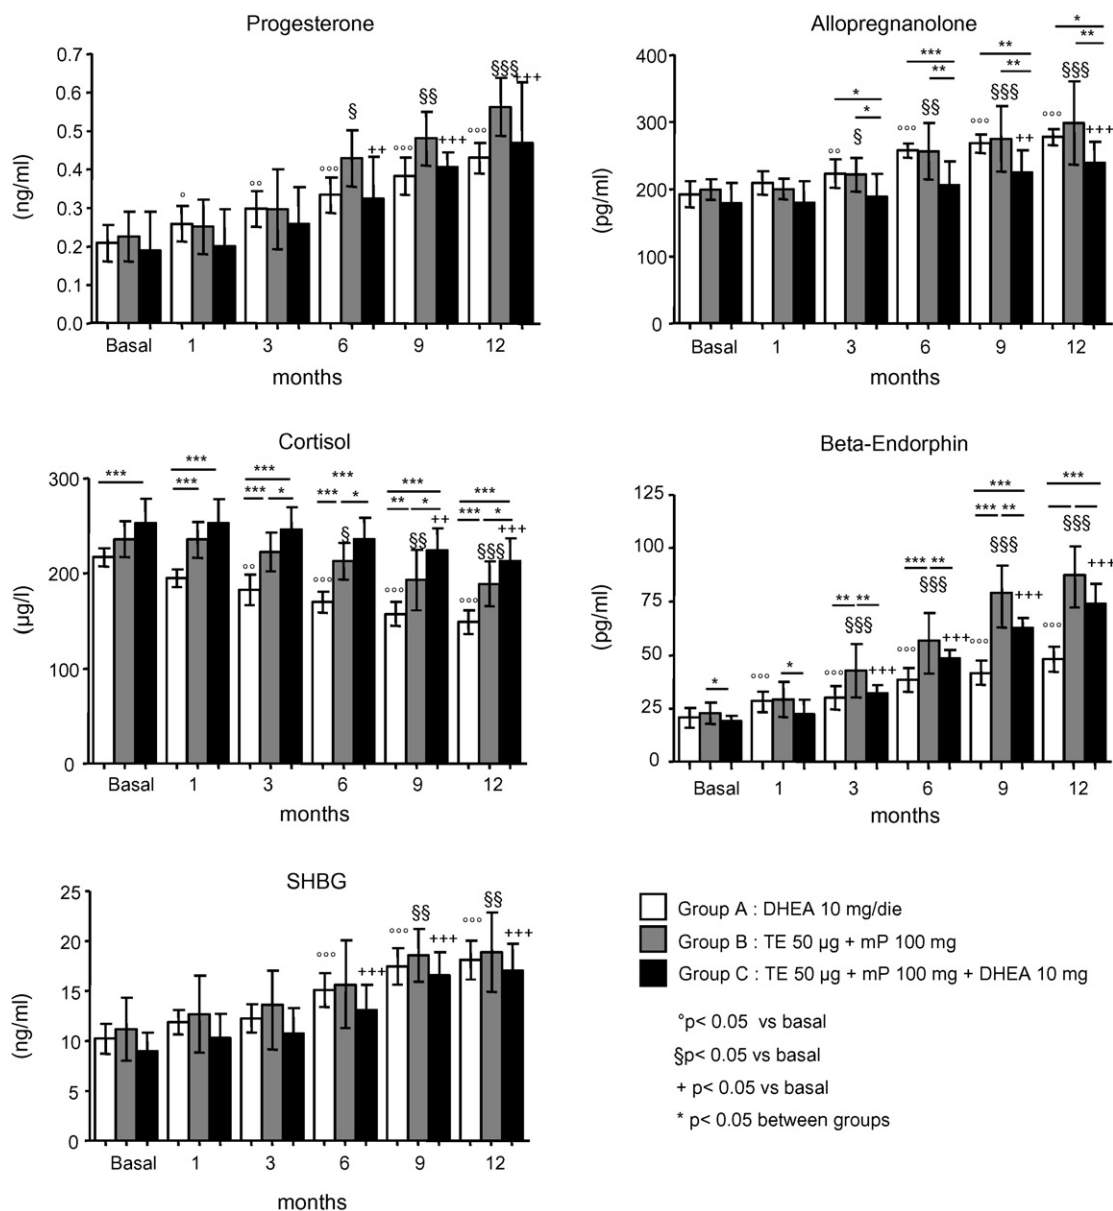 Progesterone
0.7
0.6
0.5
0.4
0.3
0.2
0.1
0.0
(ng/ml)
§§§
+++
§§
§
°°°
+++
°°°
++
°°°
°°
°
Basal 1 3 6 9 12
months
Allopregnanolone
400
300
200
100
0
(pg/ml)
*
**
**
**
***
**
*
*
§§§
§§§
§§
§
°°°
+++
°°°
++
°°°
°°
Basal 1 3 6 9 12
months
Cortisol
300
200
100
0
(µg/l)
*** *** *** *** *** ***
*** *** * *** * ** * *** *
§ §§ ++ §§§ +++
°° °°° °°° °°°
Basal 1 3 6 9 12
months
Beta-Endorphin
125
100
75
50
25
0
(pg/ml)
*** ***
*** **
§§§ §§§
*** **
§§§
** **
§§§
* *
°°° °°° +++ °°° +++ °°° +++ °°° +++
Basal 1 3 6 9 12
months
SHBG
25
20
15
10
5
0
(ng/ml)
°°° +++ °°° §§ +++ °°° §§ +++
Basal 1 3 6 9 12
months
Group A : DHEA 10 mg/die
Group B : TE 50 µg + mP 100 mg
Group C : TE 50 µg + mP 100 mg + DHEA 10 mg
°p< 0.05 vs basal
§p< 0.05 vs basal
+ p< 0.05 vs basal
* p< 0.05 between groups